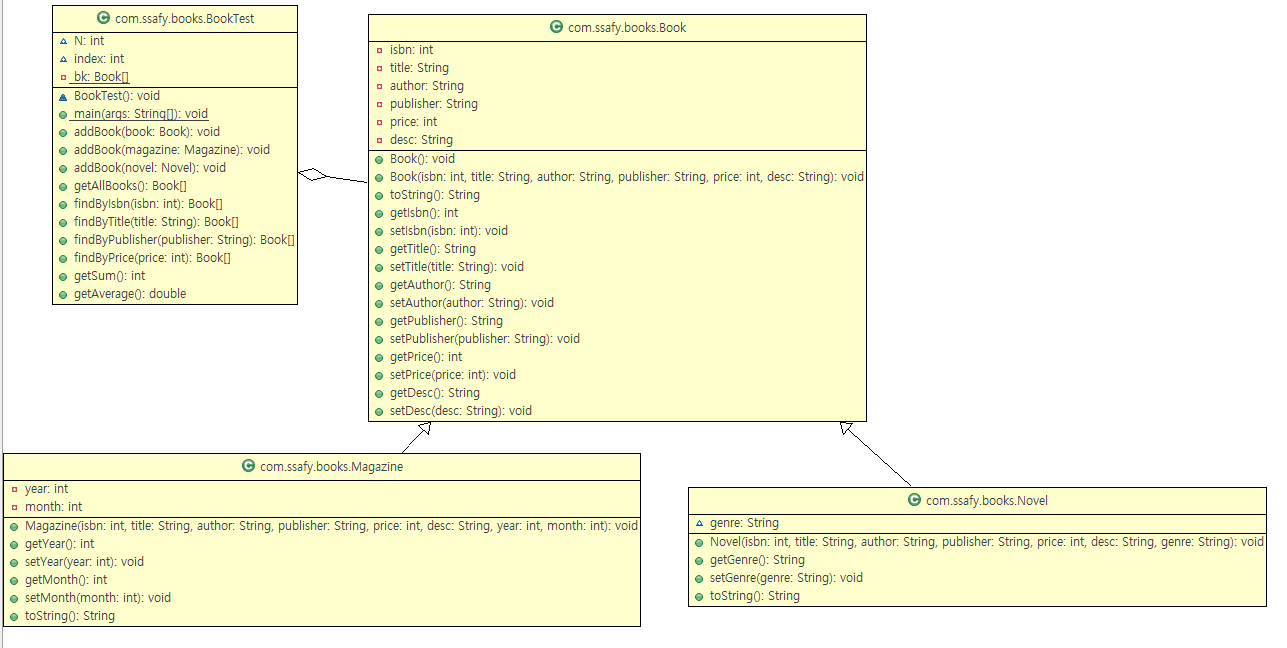 com.ssafy.books.BookTest
N: int
index: int
bk: Book[]
BookTest(): void
main(args: String[]): void
addBook(book: Book): void
addBook(magazine: Magazine): void
addBook(novel: Novel): void
getAllBooks(): Book[]
findByIsbn(isbn: int): Book[]
findByTitle(title: String): Book[]
findByPublisher(publisher: String): Book[]
findByPrice(price: int): Book[]
getSum(): int
getAverage(): double
com.ssafy.books.Book
isbn: int
title: String
author: String
publisher: String
price: int
desc: String
Book(): void
Book(isbn: int, title: String, author: String, publisher: String, price: int, desc: String): void
toString(): String
getIsbn(): int
setIsbn(isbn: int): void
getTitle(): String
setTitle(title: String): void
getAuthor(): String
setAuthor(author: String): void
getPublisher(): String
setPublisher(publisher: String): void
getPrice(): int
setPrice(price: int): void
getDesc(): String
setDesc(desc: String): void
com.ssafy.books.Magazine
year: int
month: int
Magazine(isbn: int, title: String, author: String, publisher: String, price: int, desc: String, year: int, month: int): void
getYear(): int
setYear(year: int): void
getMonth(): int
setMonth(month: int): void
toString(): String
com.ssafy.books.Novel
genre: String
Novel(isbn: int, title: String, author: String, publisher: String, price: int, desc: String, genre: String): void
getGenre(): String
setGenre(genre: String): void
toString(): String